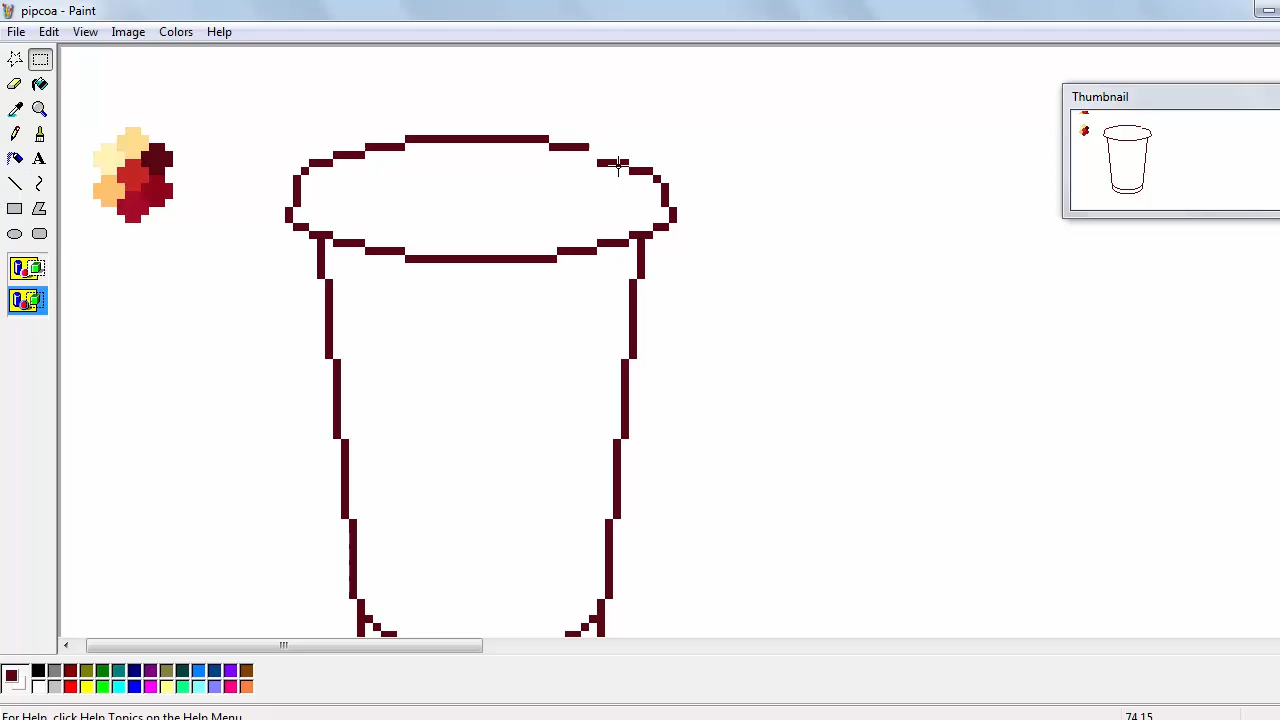 pipcoa - Paint
File Edit View Image Colors Help
Thumbnail
A
For Help, click Help Topics on the Help Menu.
74,15